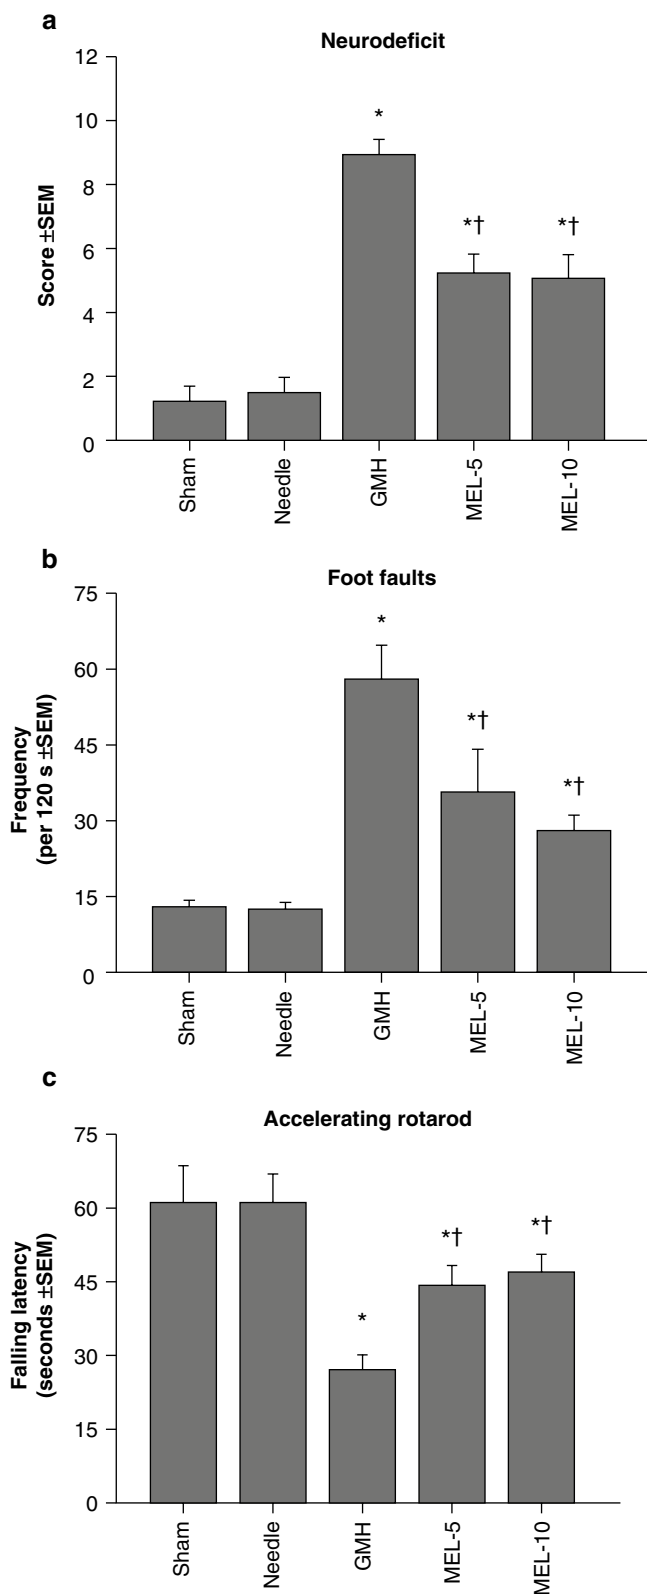 a
Neurodeficit
12
10
8
6
4
2
0
Score ±SEM
*
*†
*†
Sham
Needle
GMH
MEL-5
MEL-10
b
Foot faults
75
60
45
30
15
0
Frequency
(per 120 s ±SEM)
*
*†
*†
Sham
Needle
GMH
MEL-5
MEL-10
c
Accelerating rotarod
75
60
45
30
15
0
Falling latency
(seconds ±SEM)
*
*†
*†
Sham
Needle
GMH
MEL-5
MEL-10